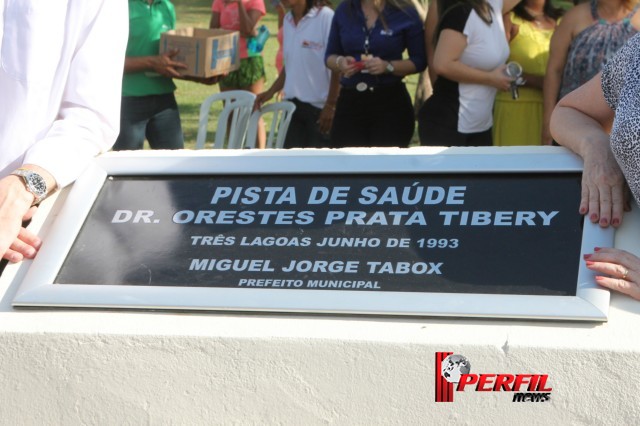 PISTA DE SAÚDE
DR. ORESTES PRATA TIBERY
TRÊS LAGOAS JUNHO DE 1993
MIGUEL JORGE TABOX
PREFEITO MUNICIPAL
PERFIL
news